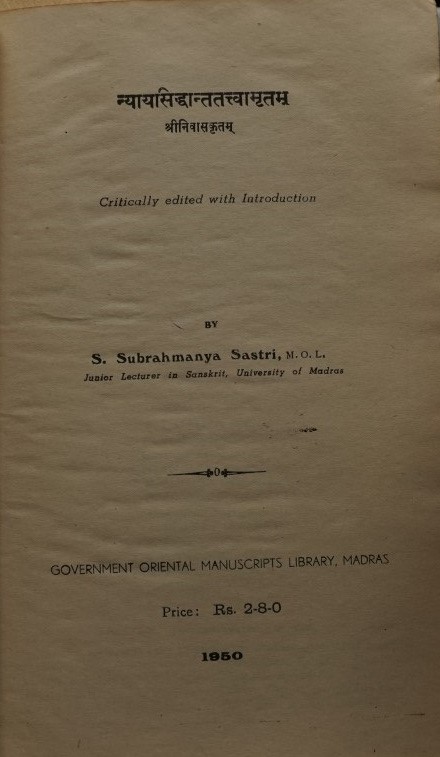 न्यायसिद्धान्ततत्त्वामृतम्
श्रीनिवासकृतम्
Critically edited with Introduction
BY
S. Subrahmanya Sastri, M. O. L.
Junior Lecturer in Sanskrit, University of Madras
GOVERNMENT ORIENTAL MANUSCRIPTS LIBRARY, MADRAS
Price: Rs. 2-8-0
1950